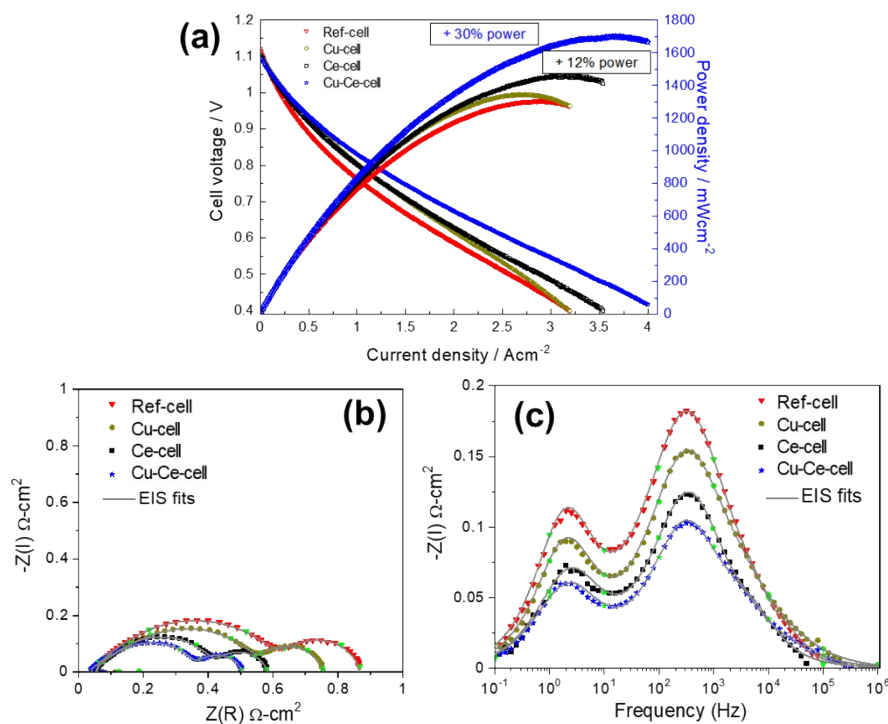 (a)
Ref-cell
Cu-cell
Ce-cell
Cu-Ce-cell
+ 30% power
+ 12% power
1.2
1.1
1
0.9
0.8
0.7
0.6
0.5
0.4
Cell voltage / V
1800
1600
1400
1200
1000
800
600
400
200
0
Power density / mWcm⁻²
0 0.5 1 1.5 2 2.5 3 3.5 4
Current density / Acm⁻²
(b)
Ref-cell
Cu-cell
Ce-cell
Cu-Ce-cell
EIS fits
1
0.8
0.6
0.4
0.2
0
-Z(I) Ω-cm²
0 0.2 0.4 0.6 0.8 1
Z(R) Ω-cm²
(c)
Ref-cell
Cu-cell
Ce-cell
Cu-Ce-cell
EIS fits
0.2
0.15
0.1
0.05
0
-Z(I) Ω-cm²
10⁻¹ 10⁰ 10¹ 10² 10³ 10⁴ 10⁵ 10⁶
Frequency (Hz)